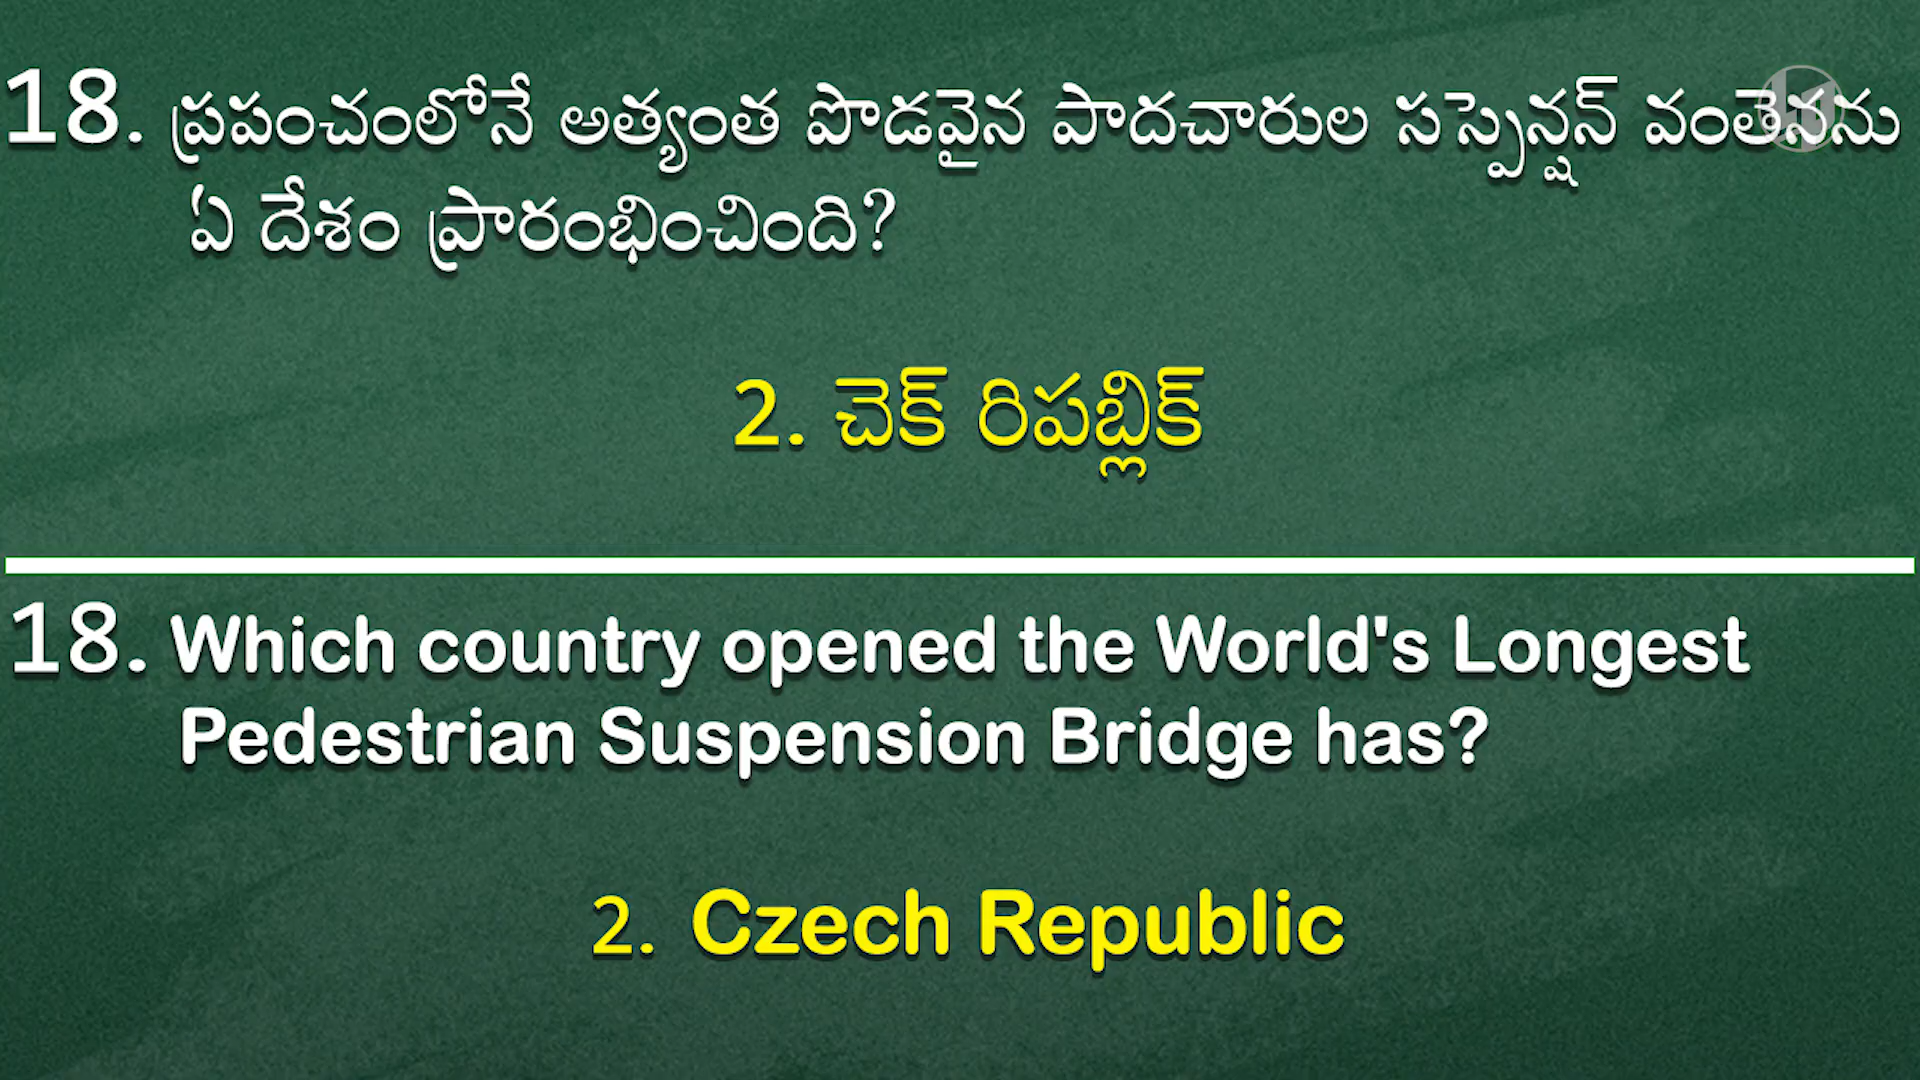 18. ప్రపంచంలోనే అత్యంత పొడవైన పాదచారుల సస్పెన్షన్ వంతెనను
ఏ దేశం ప్రారంభించింది?
2. చెక్ రిపబ్లిక్
18. Which country opened the World's Longest
Pedestrian Suspension Bridge has?
2. Czech Republic